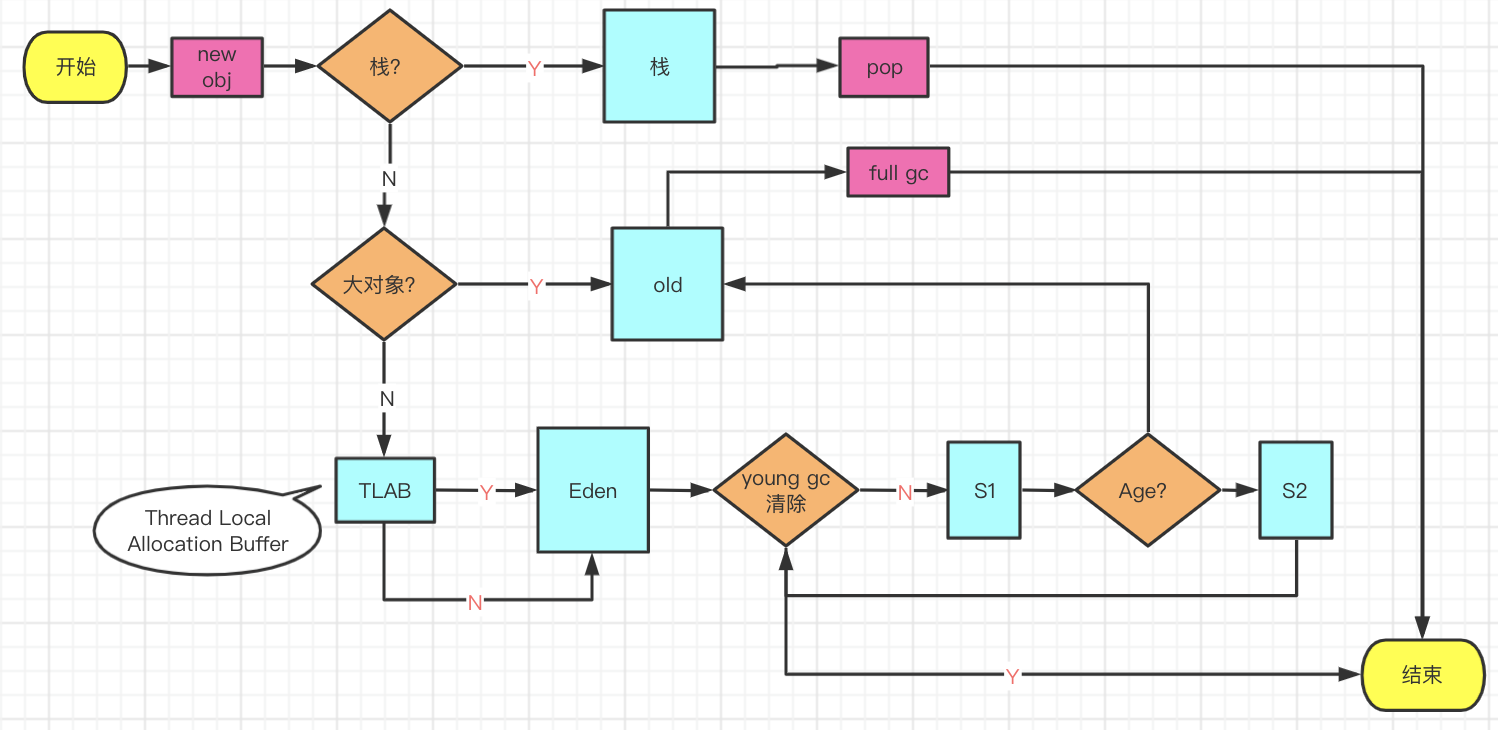 开始
new
obj
栈?
Y
栈
pop
N
full gc
大对象?
Y
old
N
TLAB
Y
Eden
young gc
清除
N
S1
Age?
S2
Thread Local
Allocation Buffer
N
Y
结束